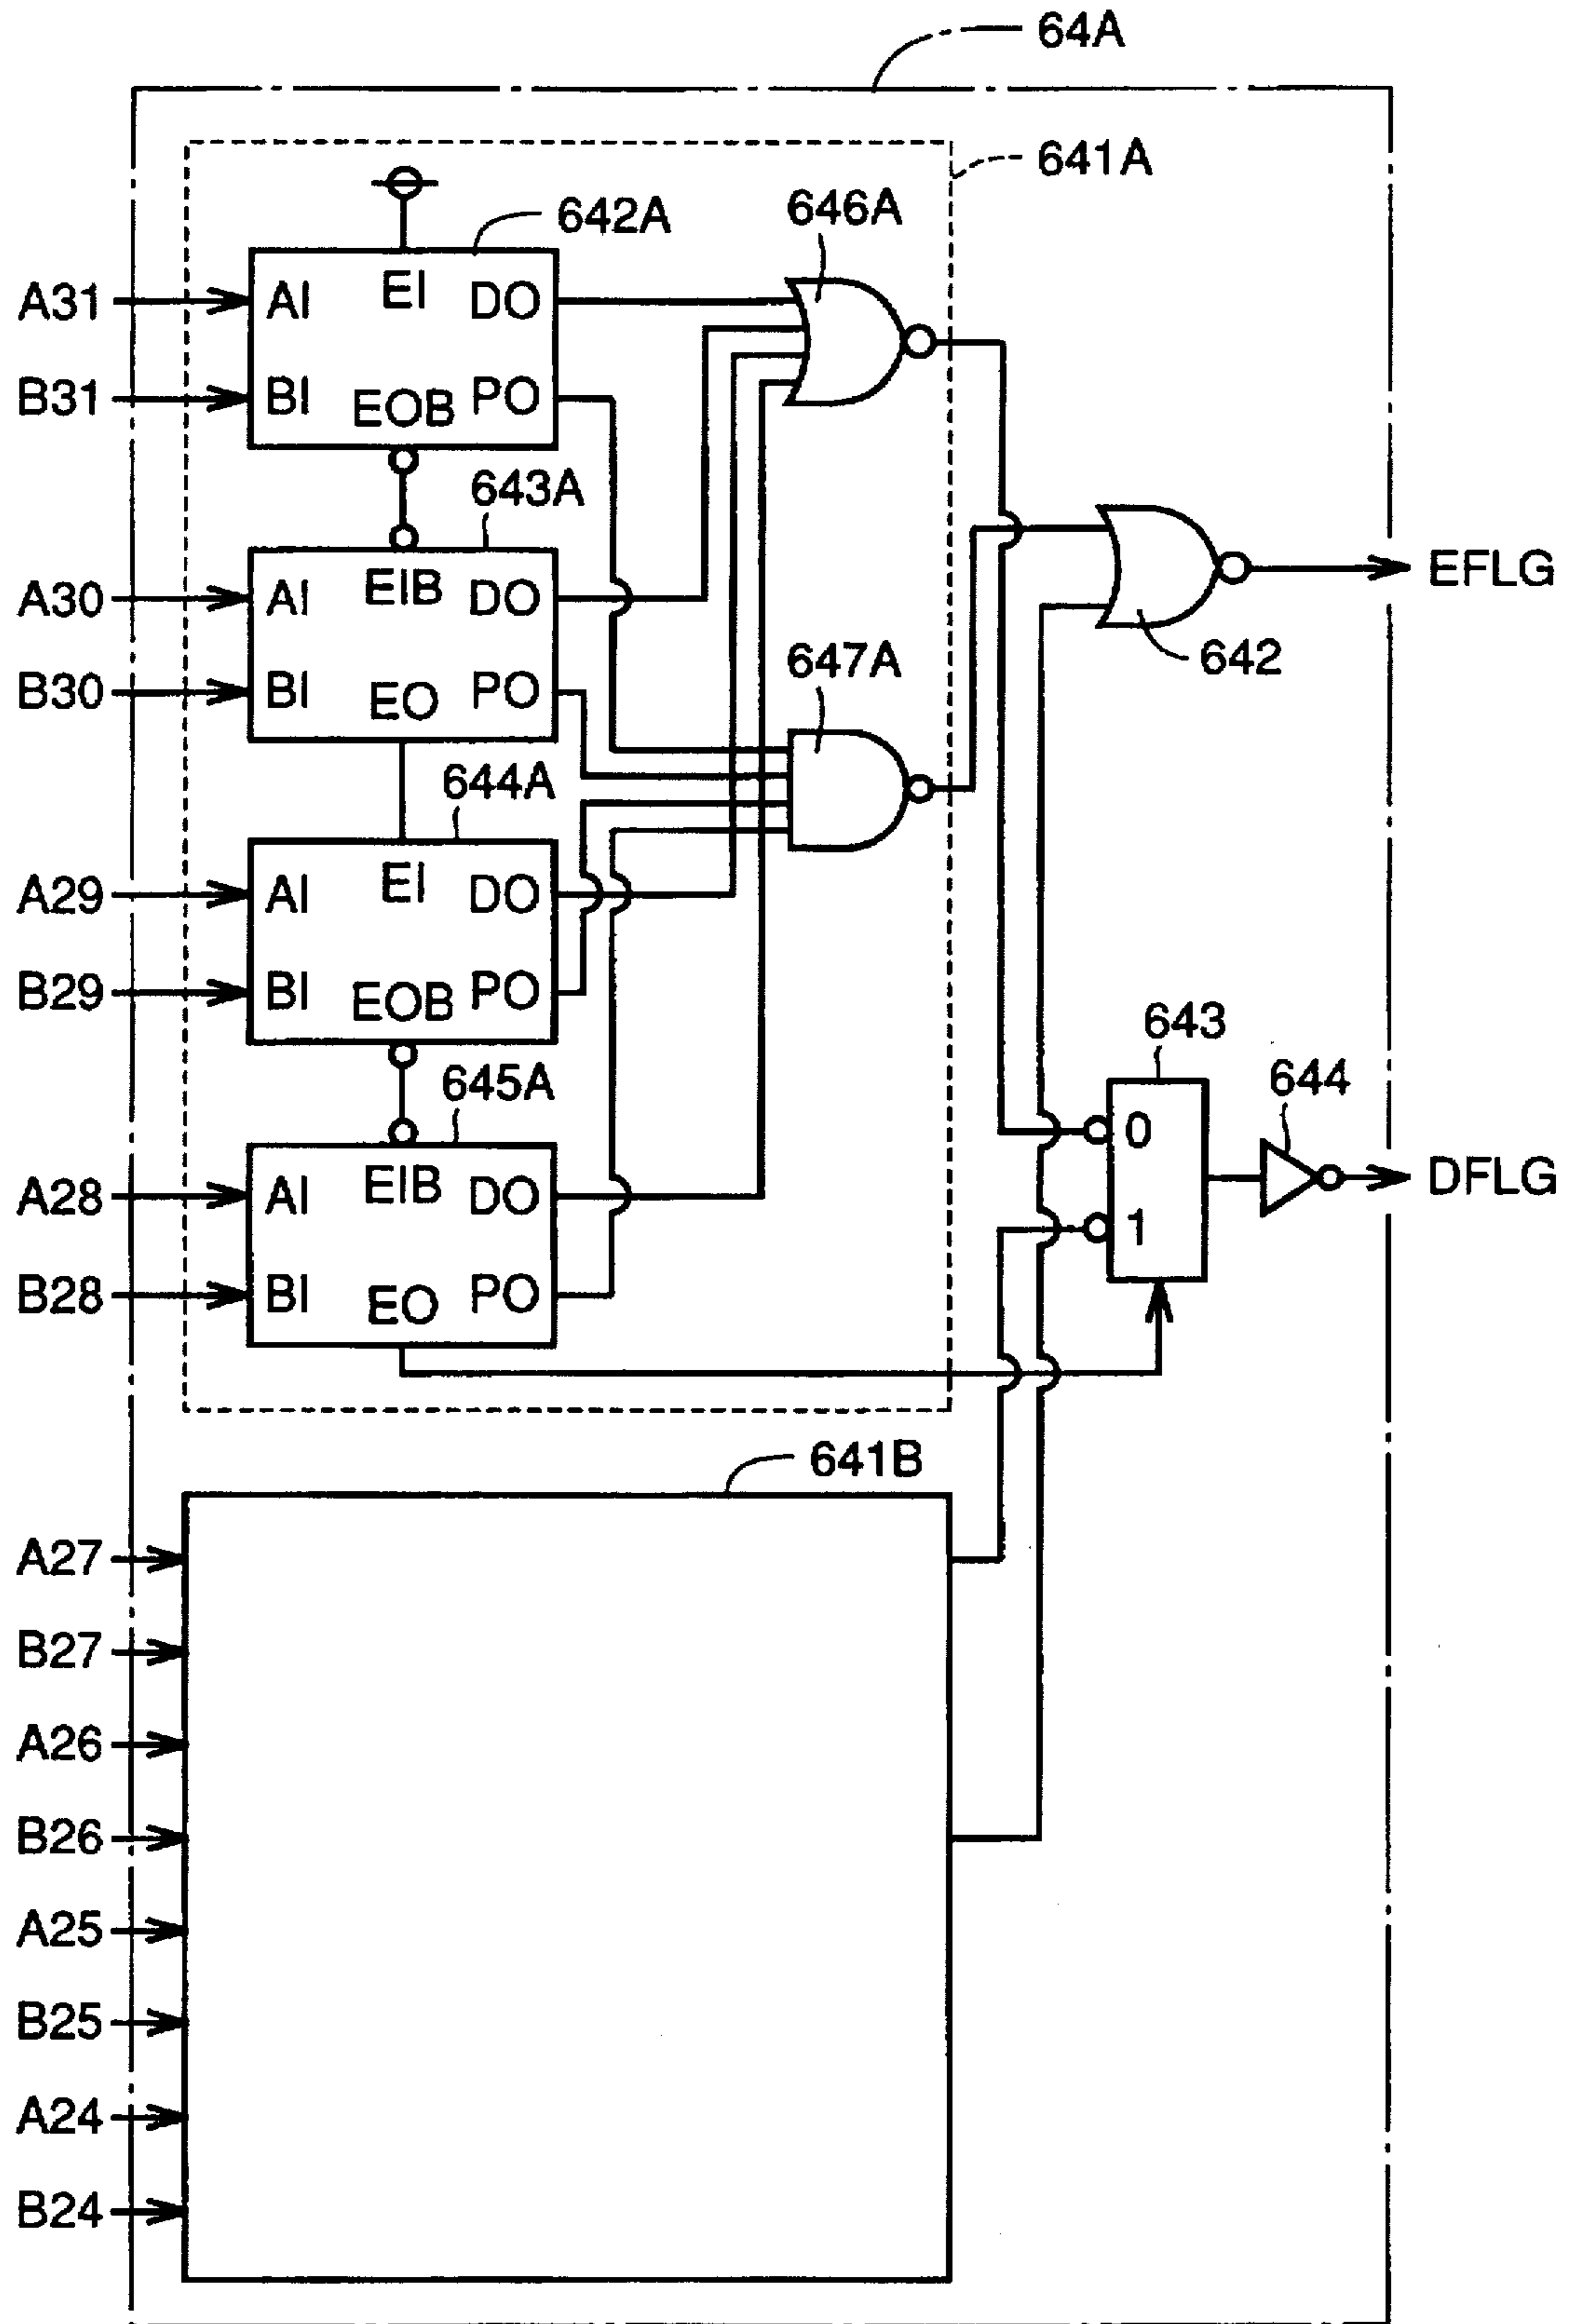 64A
641A
642A
646A
A31 AI EI DO
B31 BI EOB PO
643A
A30 AI EIB DO EFLG
B30 BI EO PO 647A 642
644A
A29 AI EI DO
B29 BI EOB PO 643
645A 644
0
A28 AI EIB DO 1 DFLG
B28 BI EO PO
641B
A27
B27
A26
B26
A25
B25
A24
B24